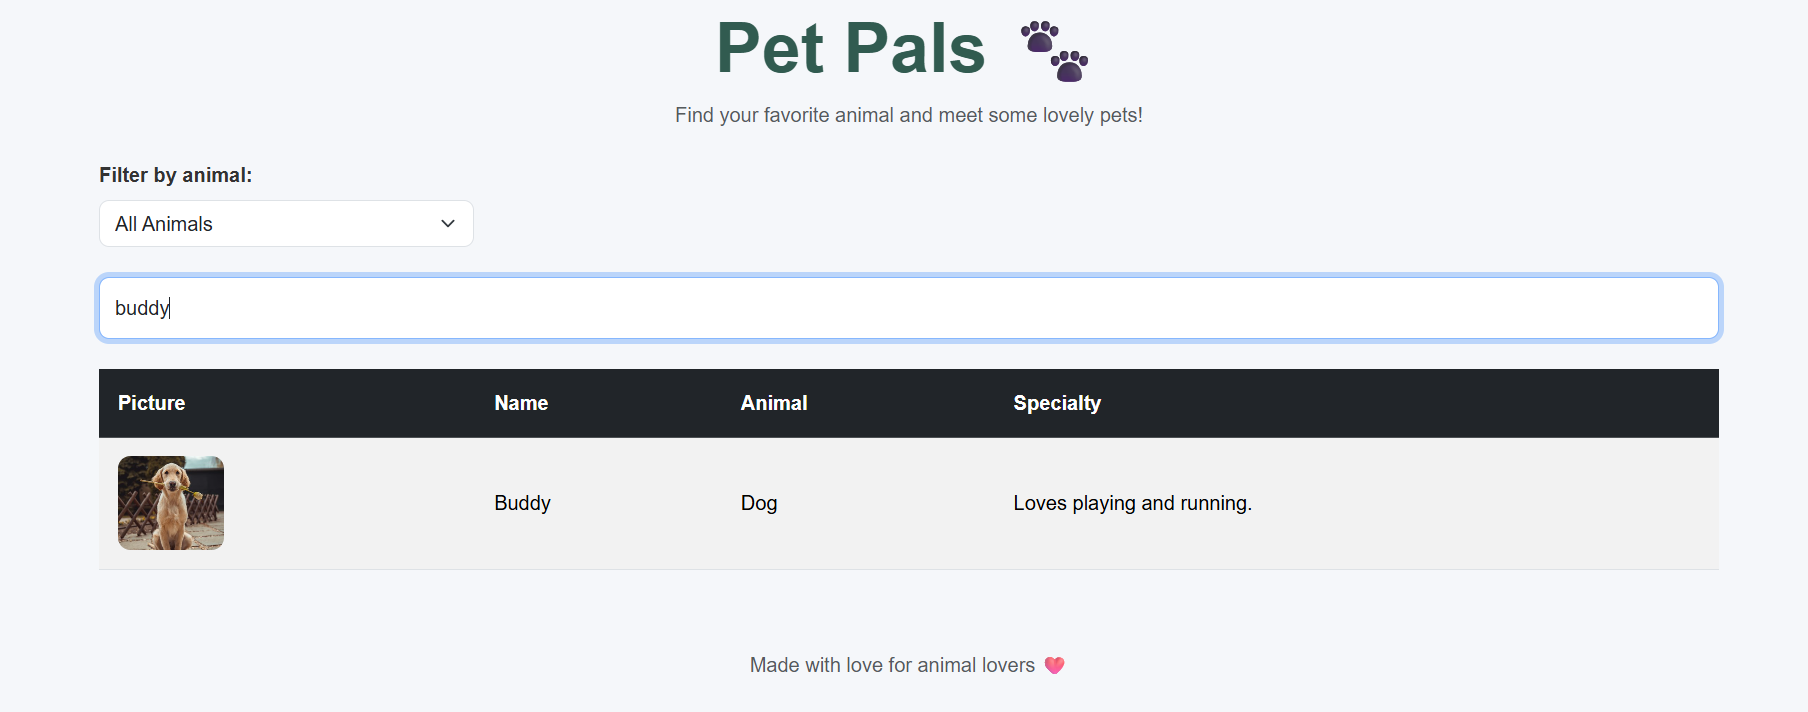 Pet Pals 🐾
Find your favorite animal and meet some lovely pets!
Filter by animal:
All Animals
buddy
Picture Name Animal Specialty
Buddy Dog Loves playing and running.
Made with love for animal lovers 💗